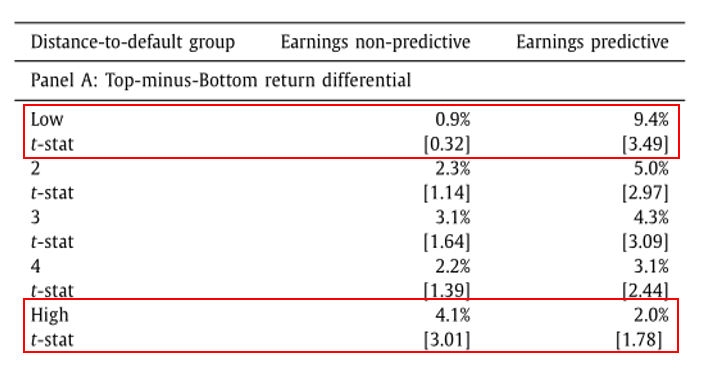 Distance-to-default group Earnings non-predictive Earnings predictive
Panel A: Top-minus-Bottom return differential
Low 0.9% 9.4%
t-stat [0.32] [3.49]
2 2.3% 5.0%
t-stat [1.14] [2.97]
3 3.1% 4.3%
t-stat [1.64] [3.09]
4 2.2% 3.1%
t-stat [1.39] [2.44]
High 4.1% 2.0%
t-stat [3.01] [1.78]